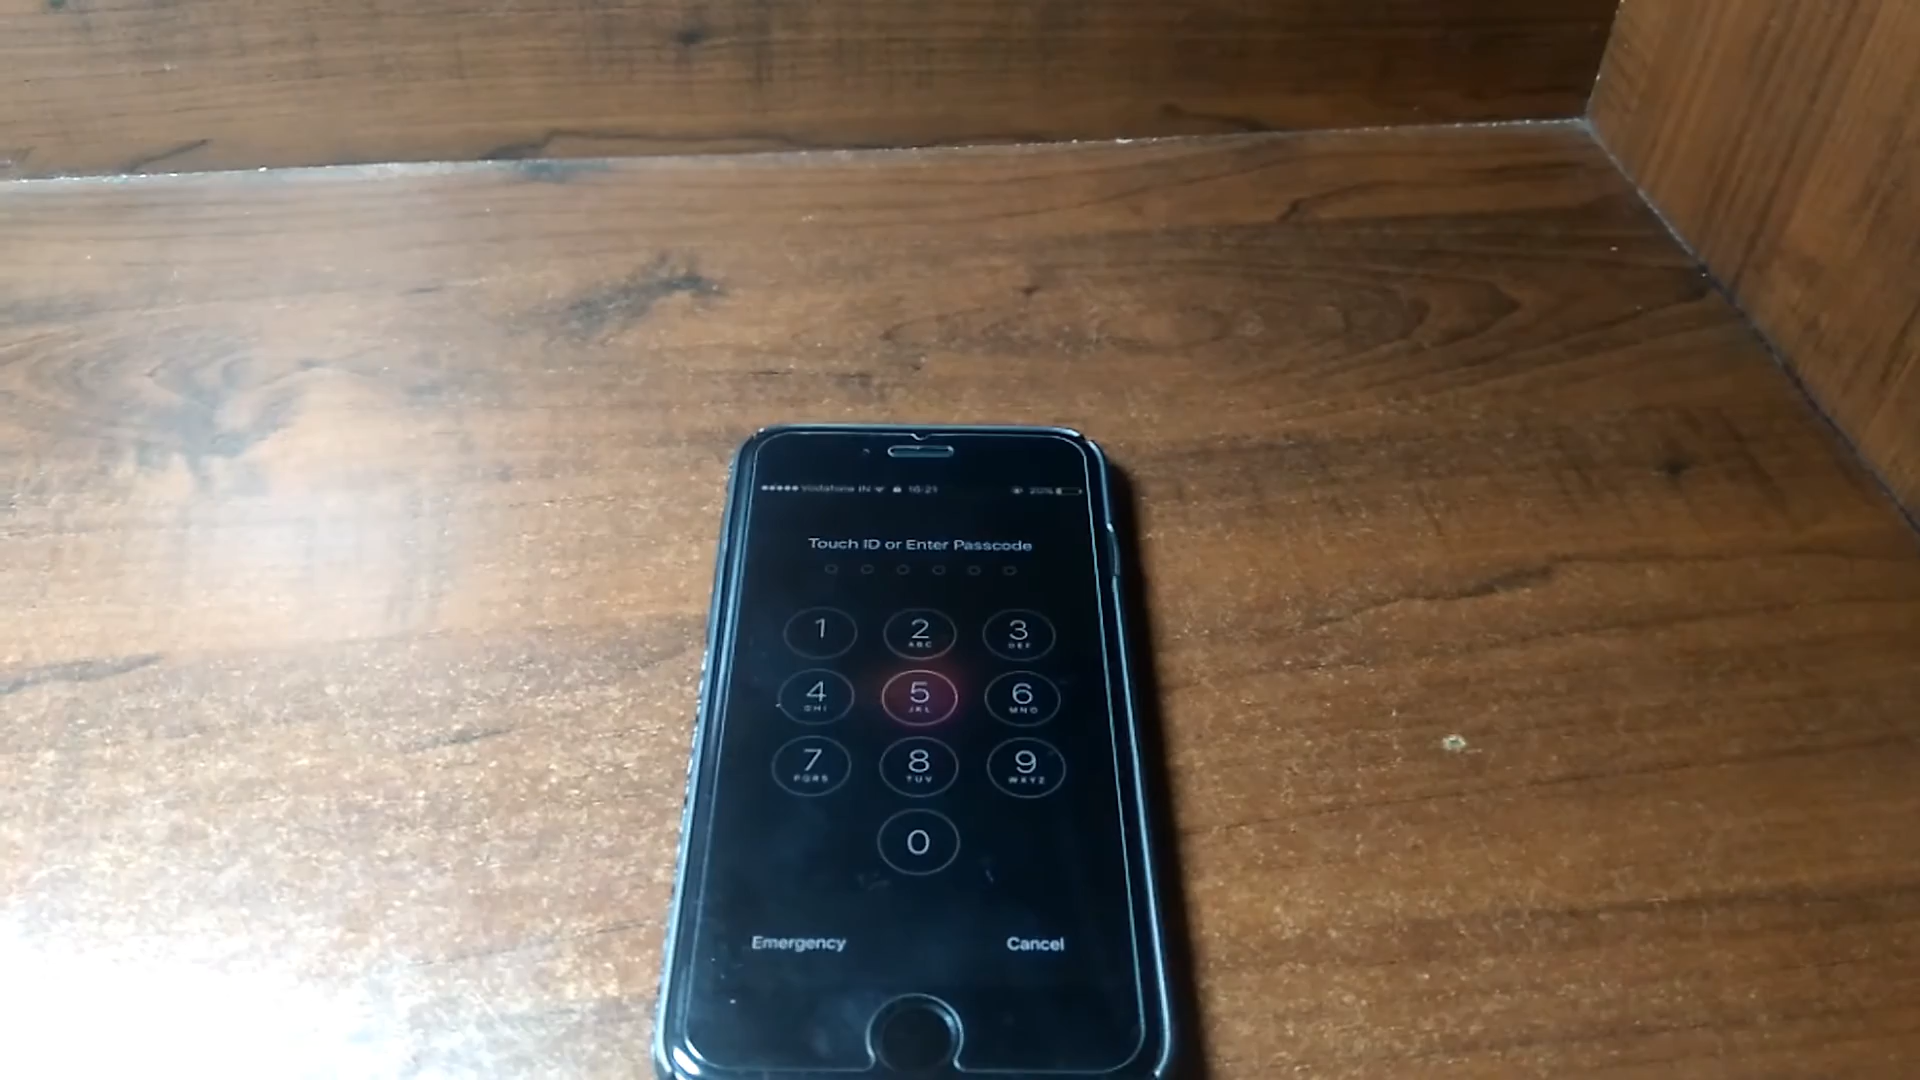 Vodafone IN 16:21 20%
Touch ID or Enter Passcode
1 2 3
ABC DEF
4 5 6
GHI JKL MNO
7 8 9
PQRS TUV WXYZ
0
Emergency Cancel